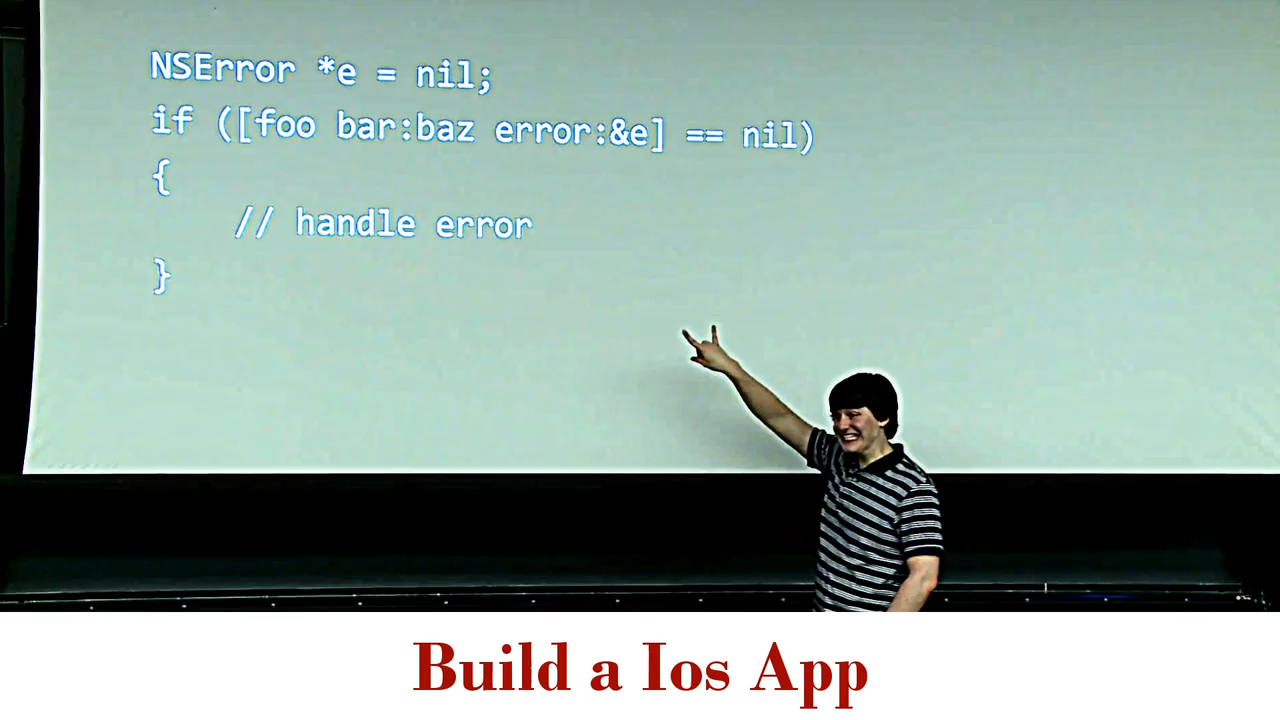 NSError *e = nil;
if ([foo bar:baz error:&e] == nil)
{
// handle error
}
Build a Ios App